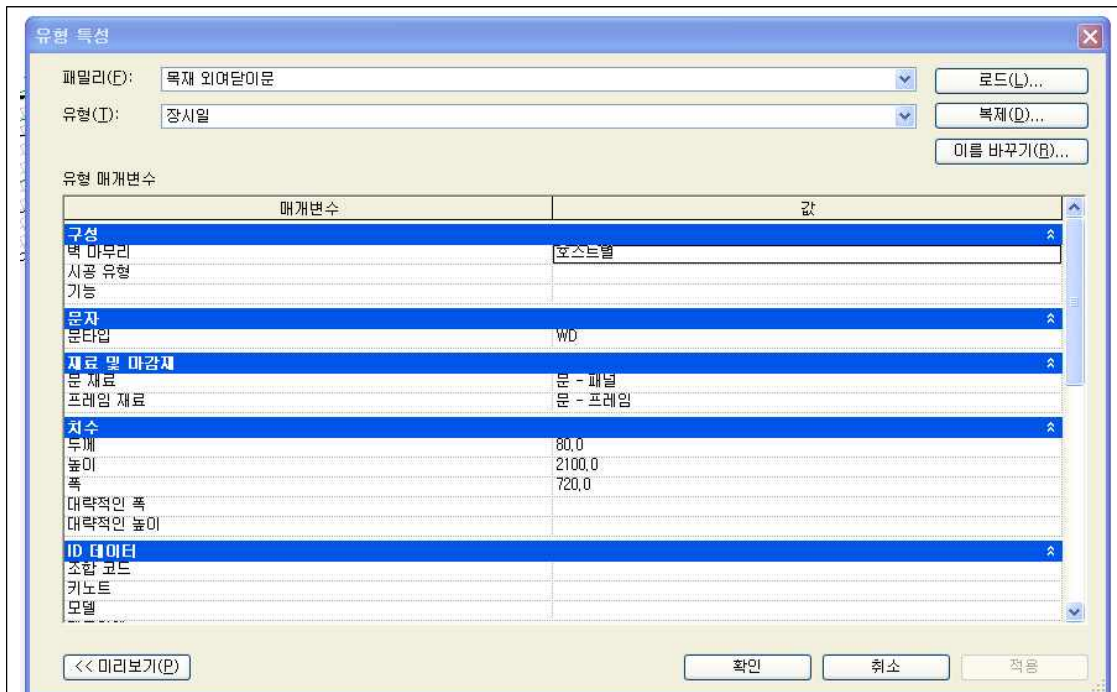 유형 특성
패밀리(F): 목재 외여닫이문 로드(L)...
유형(T): 장시일 복제(D)...
이름 바꾸기(R)...
유형 매개변수
매개변수 값
구성
벽 마무리 호스트별
시공 유형
기능
문자
문타입 WD
재료 및 마감재
문 재료 문 - 패널
프레임 재료 문 - 프레임
치수
두께 80,0
높이 2100,0
폭 720,0
대략적인 폭
대략적인 높이
ID 데이터
조합 코드
키노트
모델
<< 미리보기(P) 확인 취소 적용